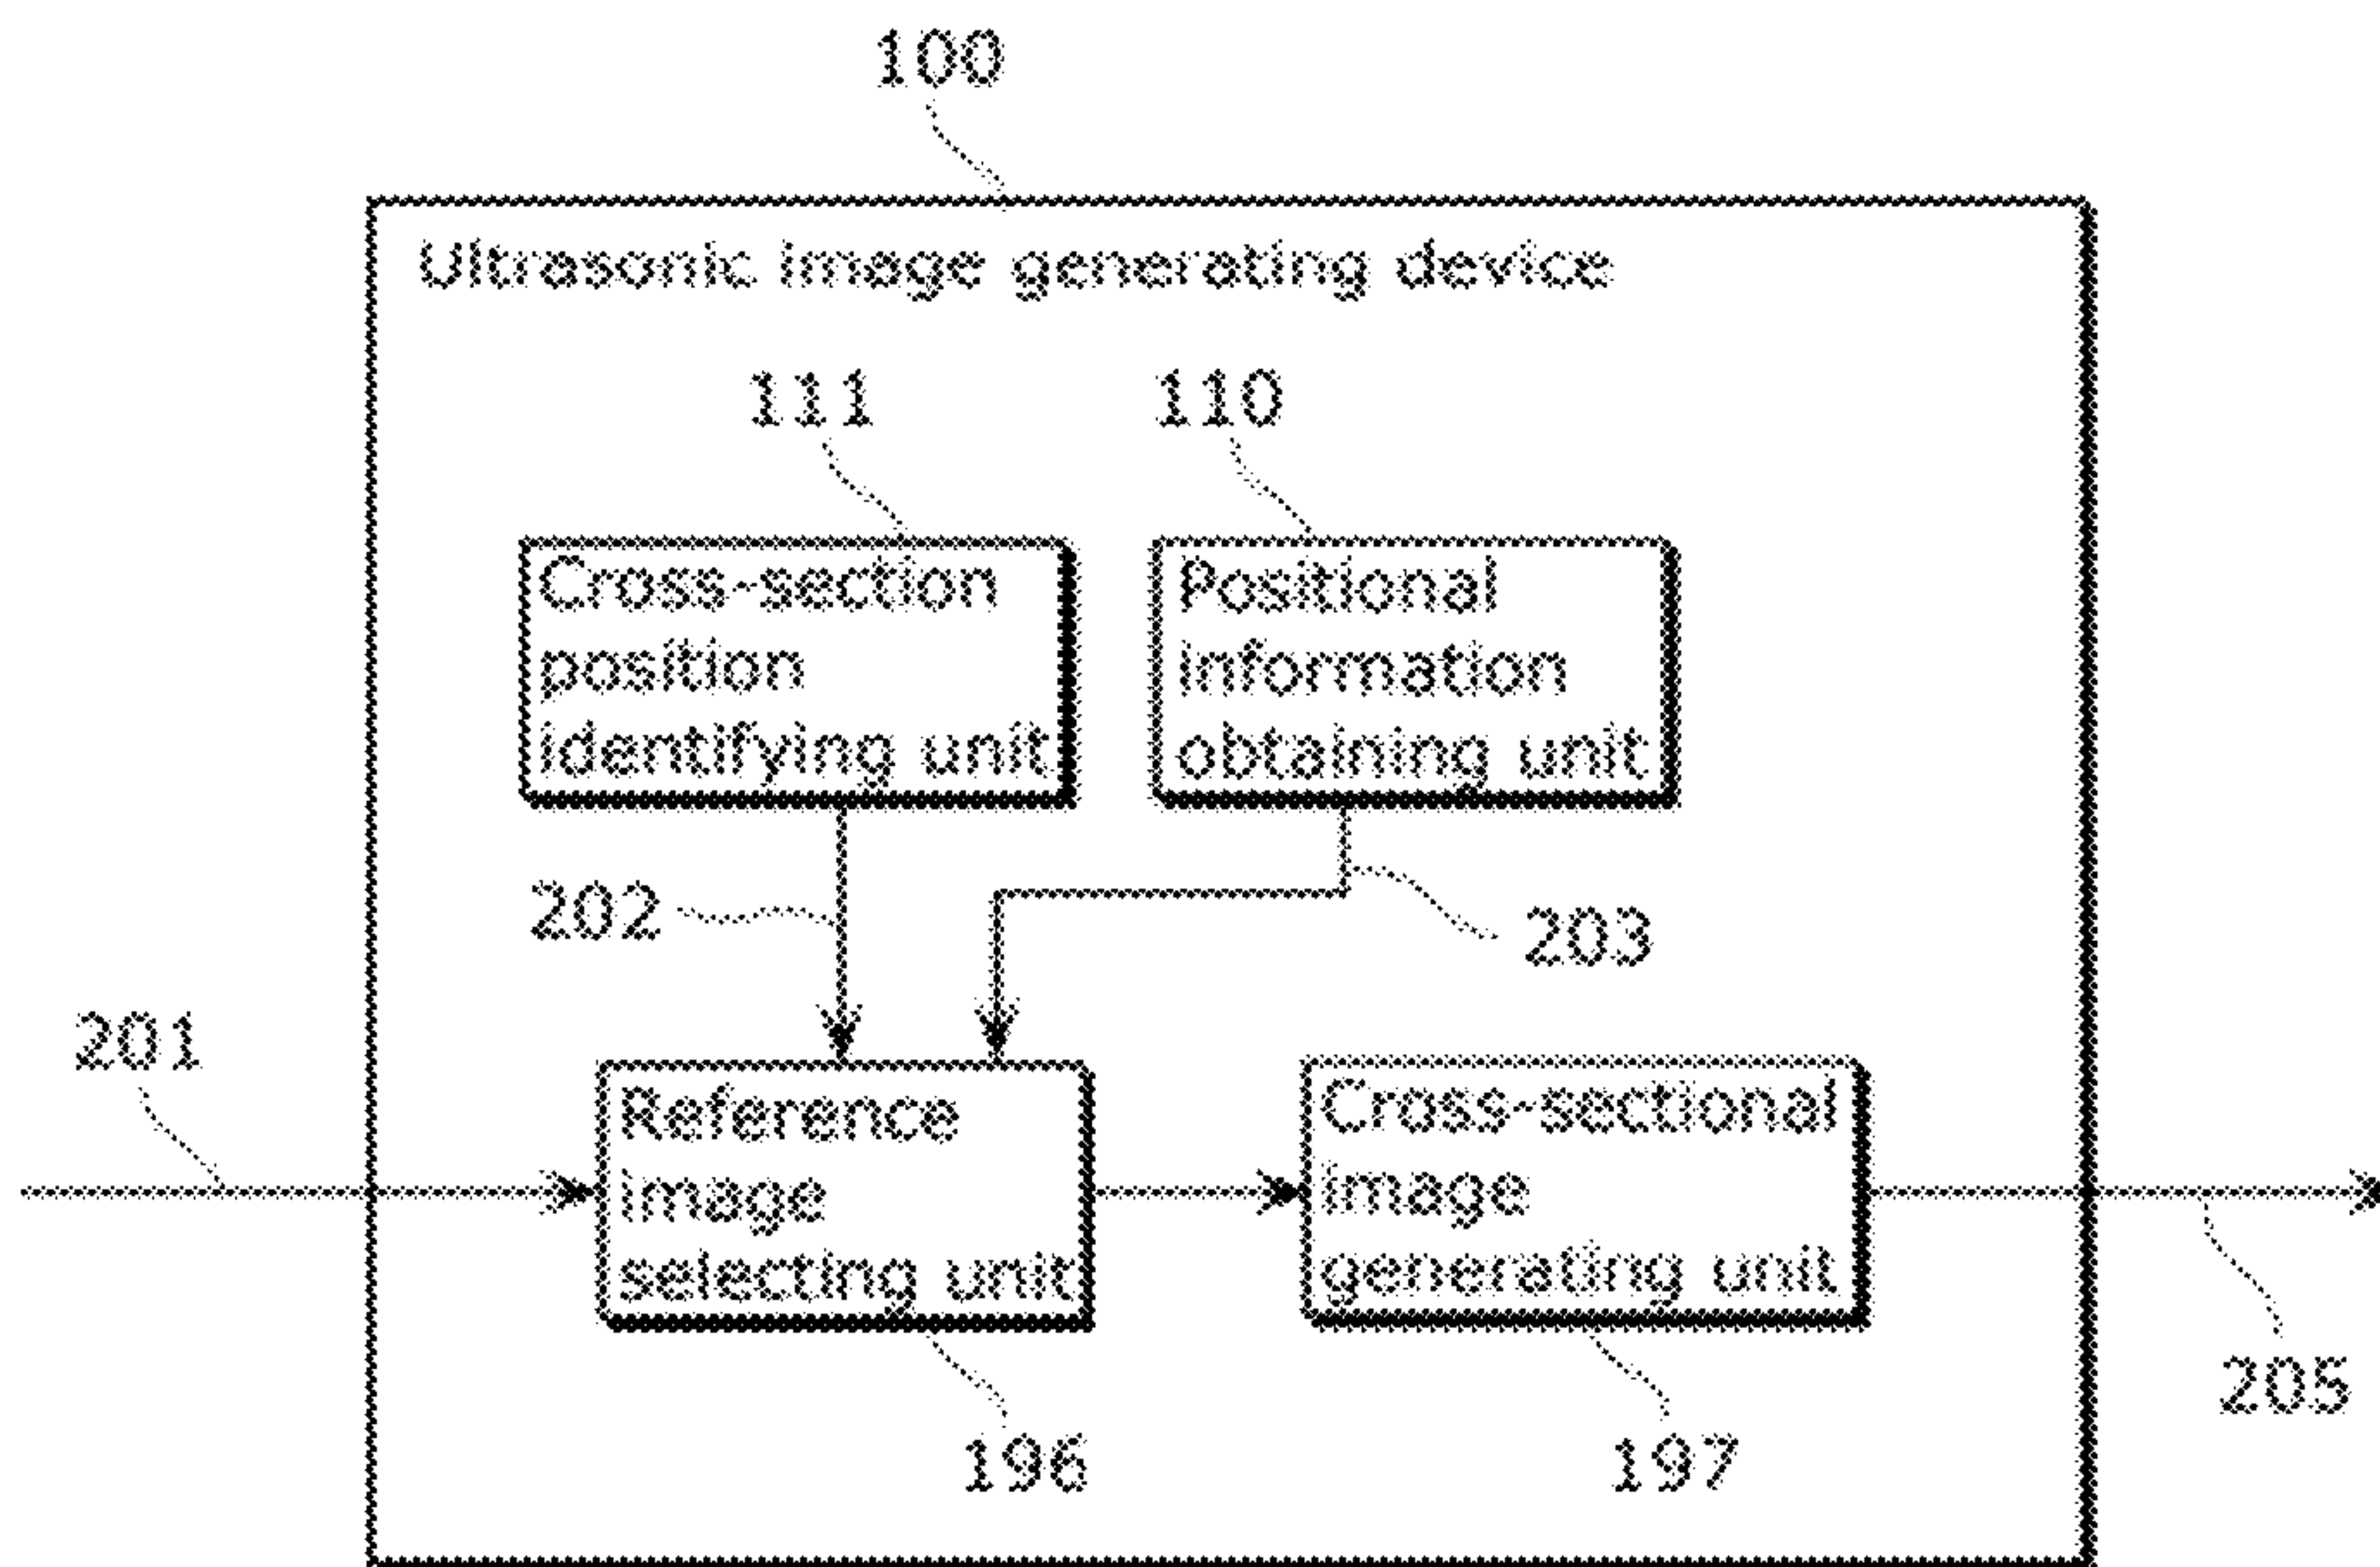 100
Ultrasonic image generating device
111
110
Cross-section
position
identifying unit
Positional
information
obtaining unit
202
203
201
Reference
image
selecting unit
Cross-sectional
image
generating unit
205
196
197